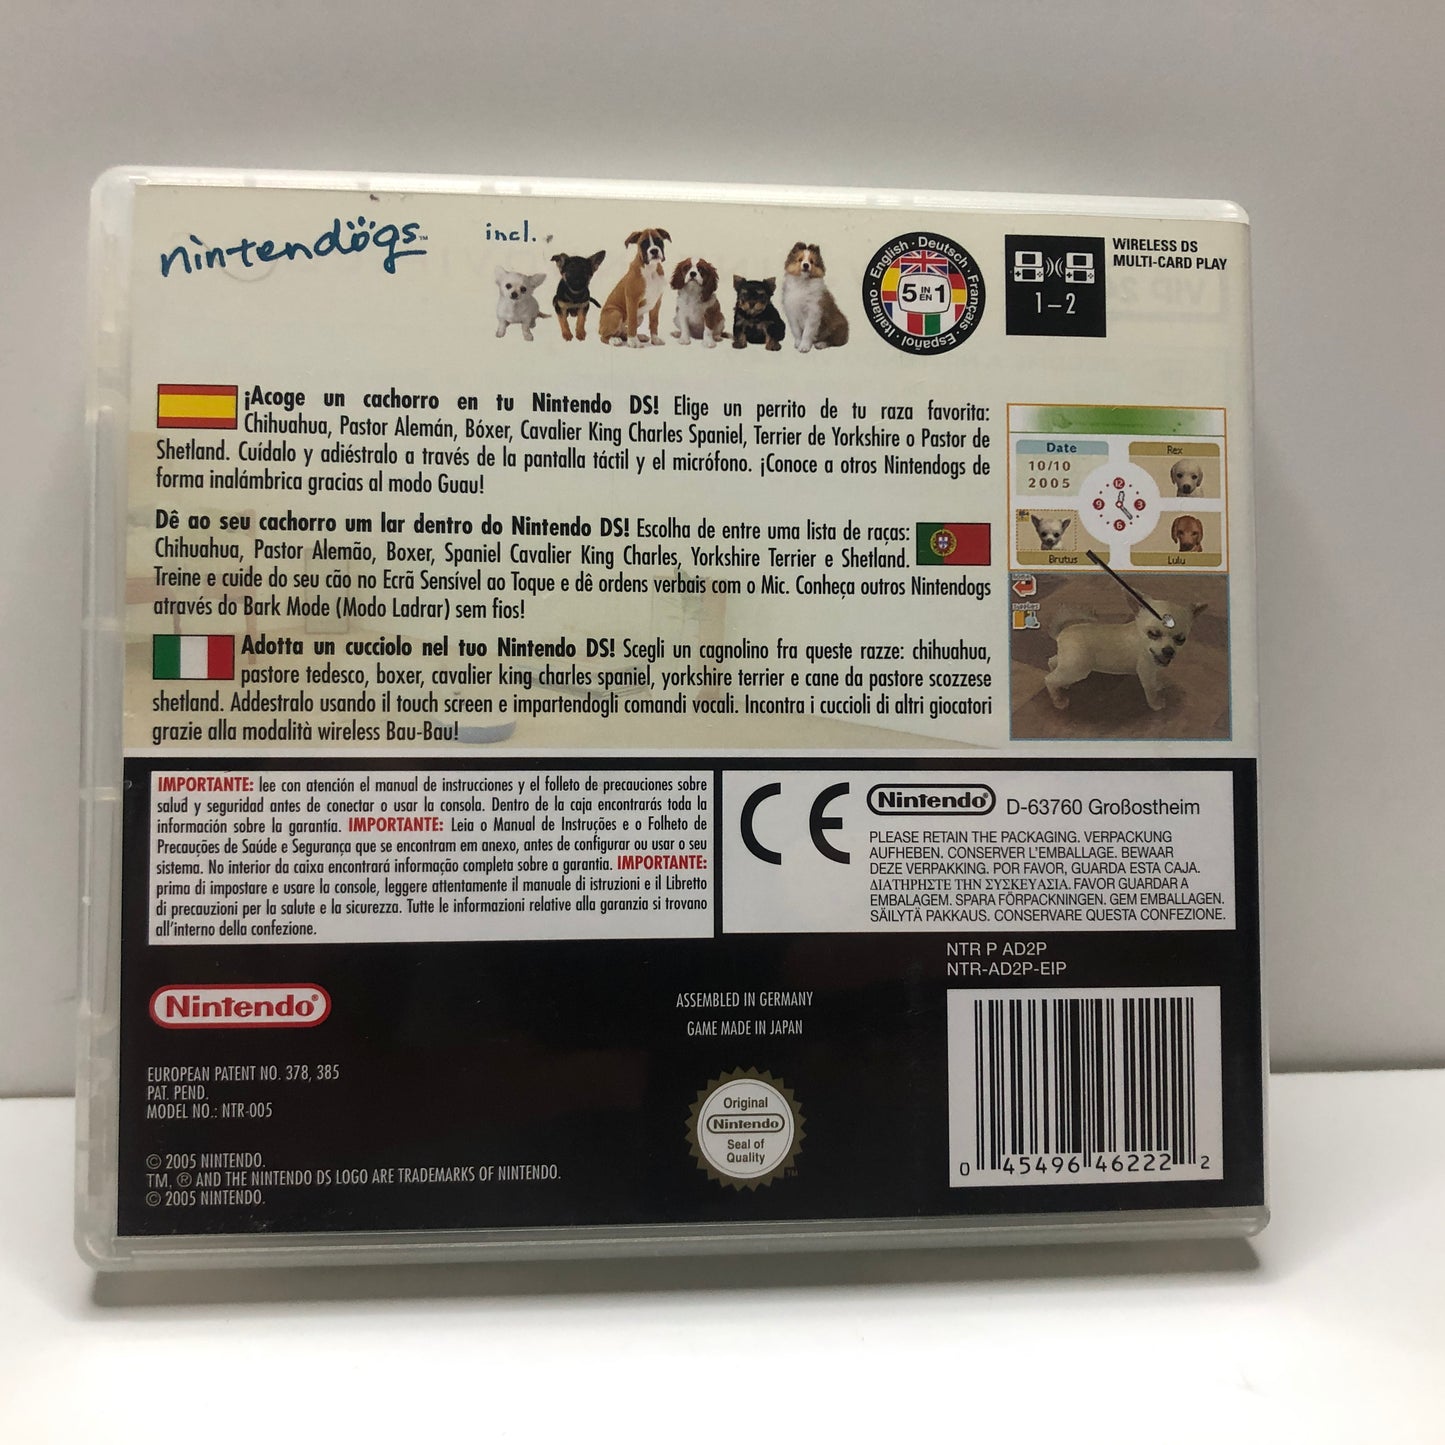 nintendogs™
incl.
English · Deutsch · Français · Español · Italiano
5 IN EN 1
WIRELESS DS
MULTI-CARD PLAY
1–2
¡Acoge un cachorro en tu Nintendo DS! Elige un perrito de tu raza favorita:
Chihuahua, Pastor Alemán, Bóxer, Cavalier King Charles Spaniel, Terrier de Yorkshire o Pastor de
Shetland. Cuídalo y adiéstralo a través de la pantalla táctil y el micrófono. ¡Conoce a otros Nintendogs de
forma inalámbrica gracias al modo Guau!
Dê ao seu cachorro um lar dentro do Nintendo DS! Escolha de entre uma lista de raças:
Chihuahua, Pastor Alemão, Boxer, Spaniel Cavalier King Charles, Yorkshire Terrier e Shetland.
Treine e cuide do seu cão no Ecrã Sensível ao Toque e dê ordens verbais com o Mic. Conheça outros Nintendogs
através do Bark Mode (Modo Ladrar) sem fios!
Adotta un cucciolo nel tuo Nintendo DS! Scegli un cagnolino fra queste razze: chihuahua,
pastore tedesco, boxer, cavalier king charles spaniel, yorkshire terrier e cane da pastore scozzese
shetland. Addestralo usando il touch screen e impartendogli comandi vocali. Incontra i cuccioli di altri giocatori
grazie alla modalità wireless Bau-Bau!
Date
10/10
2005
Rex
12
3
6
9
Brutus
Lulu
IMPORTANTE: lee con atención el manual de instrucciones y el folleto de precauciones sobre
salud y seguridad antes de conectar o usar la consola. Dentro de la caja encontrarás toda la
información sobre la garantía. IMPORTANTE: Leia o Manual de Instruções e o Folheto de
Precauções de Saúde e Segurança que se encontram em anexo, antes de configurar ou usar o seu
sistema. No interior da caixa encontrará informação completa sobre a garantia. IMPORTANTE:
prima di impostare e usare la console, leggere attentamente il manuale di istruzioni e il Libretto
di precauzioni per la salute e la sicurezza. Tutte le informazioni relative alla garanzia si trovano
all'interno della confezione.
CE
Nintendo® D-63760 Großostheim
PLEASE RETAIN THE PACKAGING. VERPACKUNG
AUFHEBEN. CONSERVER L'EMBALLAGE. BEWAAR
DEZE VERPAKKING. POR FAVOR, GUARDA ESTA CAJA.
ΔΙΑΤΗΡΗΣΤΕ ΤΗΝ ΣΥΣΚΕΥΑΣΙΑ. FAVOR GUARDAR A
EMBALAGEM. SPARA FÖRPACKNINGEN. GEM EMBALLAGEN.
SÄILYTÄ PAKKAUS. CONSERVARE QUESTA CONFEZIONE.
NTR P AD2P
NTR-AD2P-EIP
Nintendo®
ASSEMBLED IN GERMANY
GAME MADE IN JAPAN
EUROPEAN PATENT NO. 378, 385
PAT. PEND.
MODEL NO.: NTR-005
Original
Nintendo
Seal of
Quality
TM
© 2005 NINTENDO.
TM, ® AND THE NINTENDO DS LOGO ARE TRADEMARKS OF NINTENDO.
© 2005 NINTENDO.
0 45496 46222 2